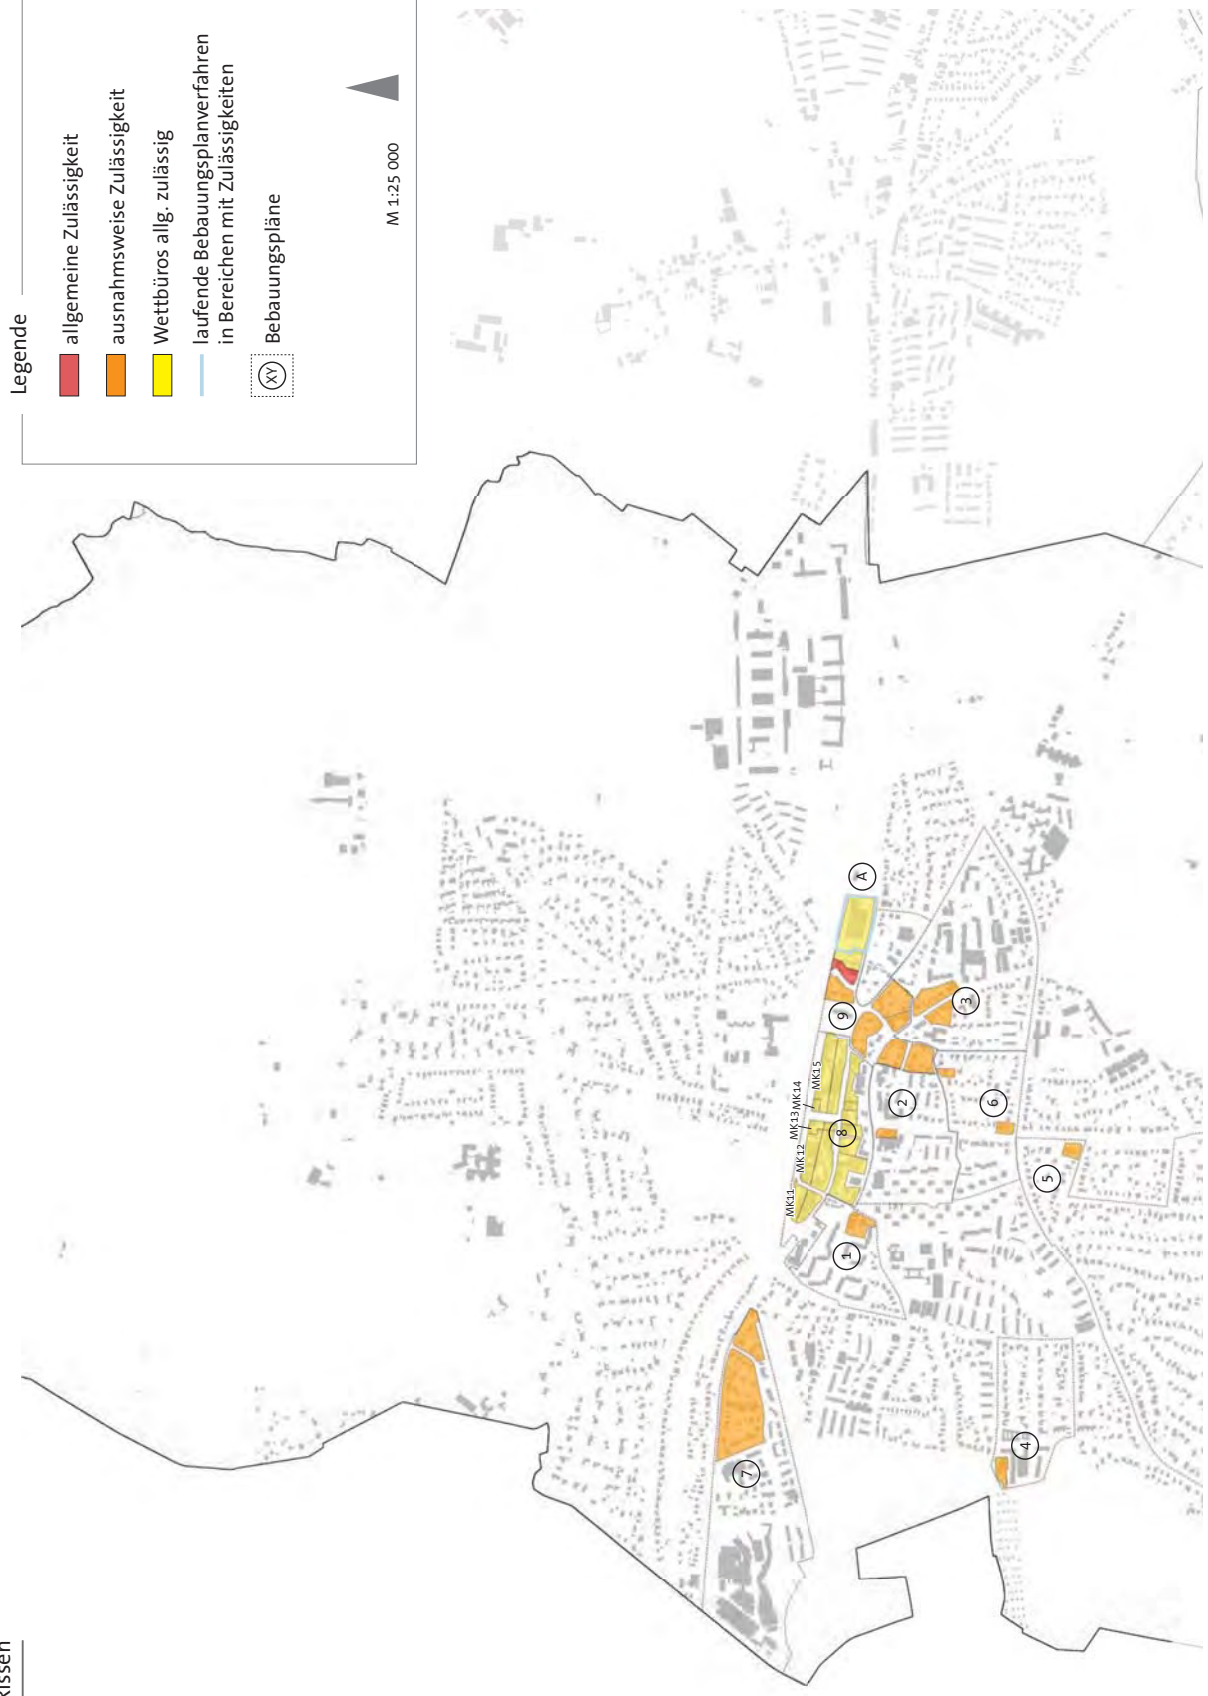 Legende
allgemeine Zulässigkeit
ausnahmsweise Zulässigkeit
Wettbüros allg. zulässig
laufende Bebauungsplanverfahren
in Bereichen mit Zulässigkeiten
XY
Bebauungspläne
M 1:25 000
kissen
7
1
MK11
MK12
MK13
MK14
MK15
8
9
A
2
3
4
5
6